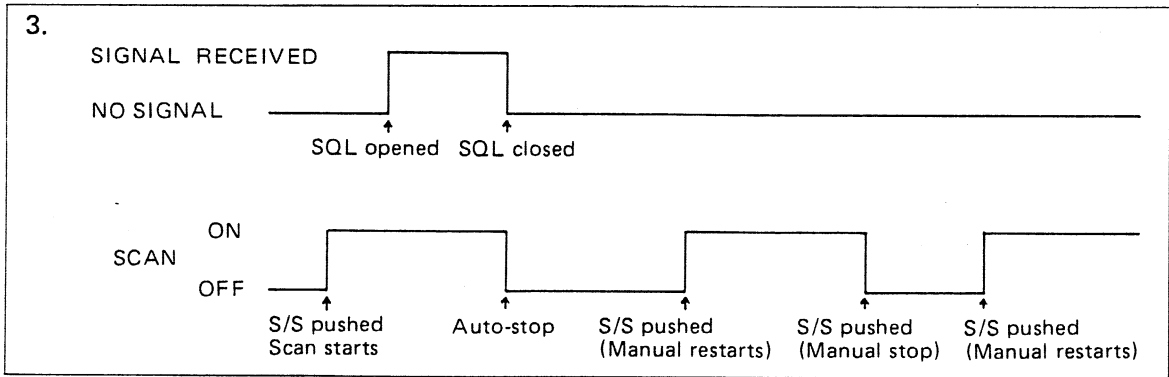 3.
SIGNAL RECEIVED
NO SIGNAL
SQL opened SQL closed
ON
SCAN
OFF
S/S pushed
Scan starts
Auto-stop
S/S pushed
(Manual restarts)
S/S pushed
(Manual stop)
S/S pushed
(Manual restarts)